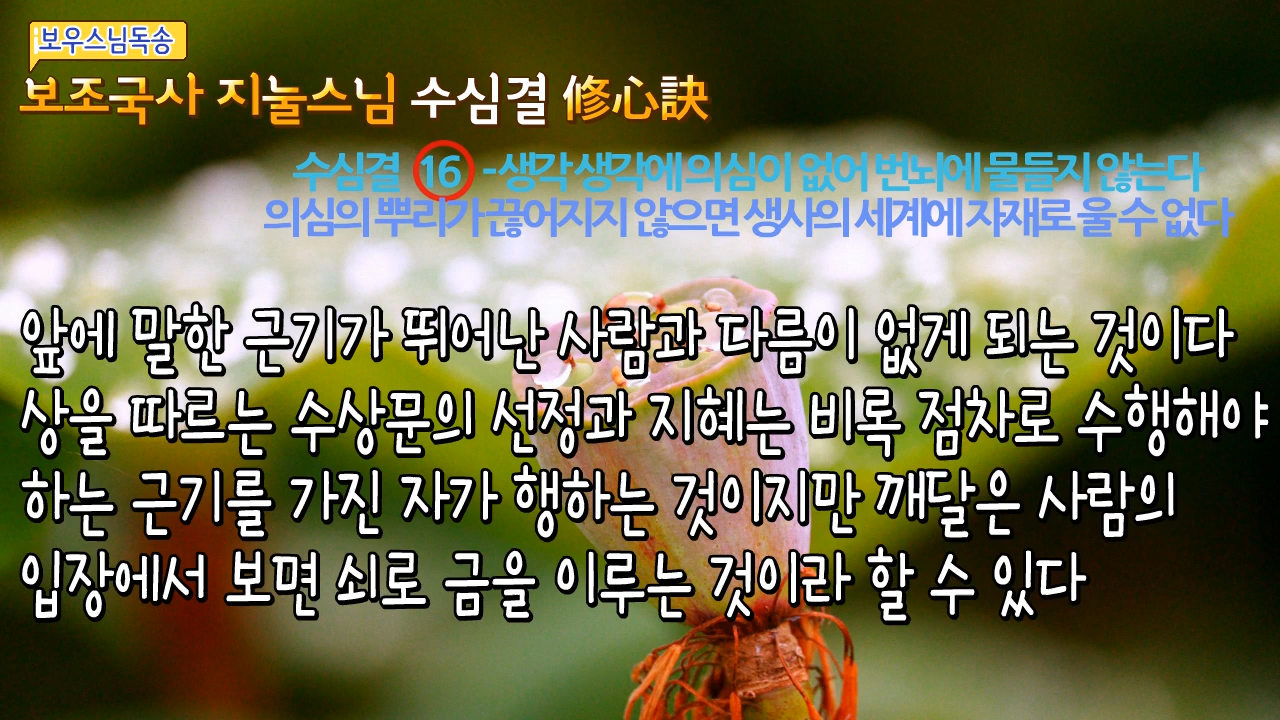 보우스님독송
보조국사 지눌스님 수심결 修心訣
수심결 16 - 생각 생각에 의심이 없어 번뇌에 물들지 않는다
의심의 뿌리가 끊어지지 않으면 생사의 세계에 자재로울 수 없다
앞에 말한 근기가 뛰어난 사람과 다름이 없게 되는 것이다
상을 따르는 수상문의 선정과 지혜는 비록 점차로 수행해야
하는 근기를 가진 자가 행하는 것이지만 깨달은 사람의
입장에서 보면 쇠로 금을 이루는 것이라 할 수 있다